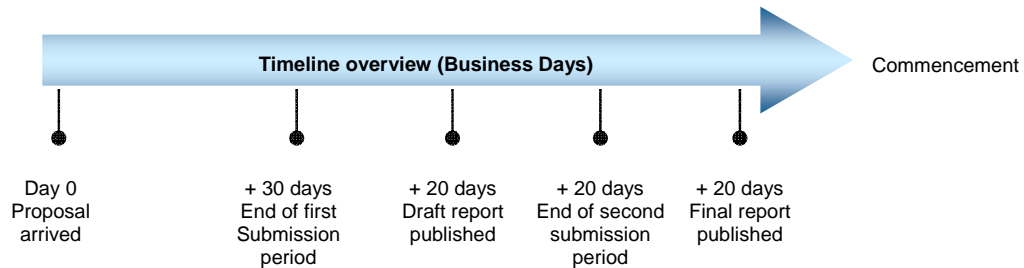 Timeline overview (Business Days)
Commencement
Day 0
Proposal
arrived
+ 30 days
End of first
Submission
period
+ 20 days
Draft report
published
+ 20 days
End of second
submission
period
+ 20 days
Final report
published